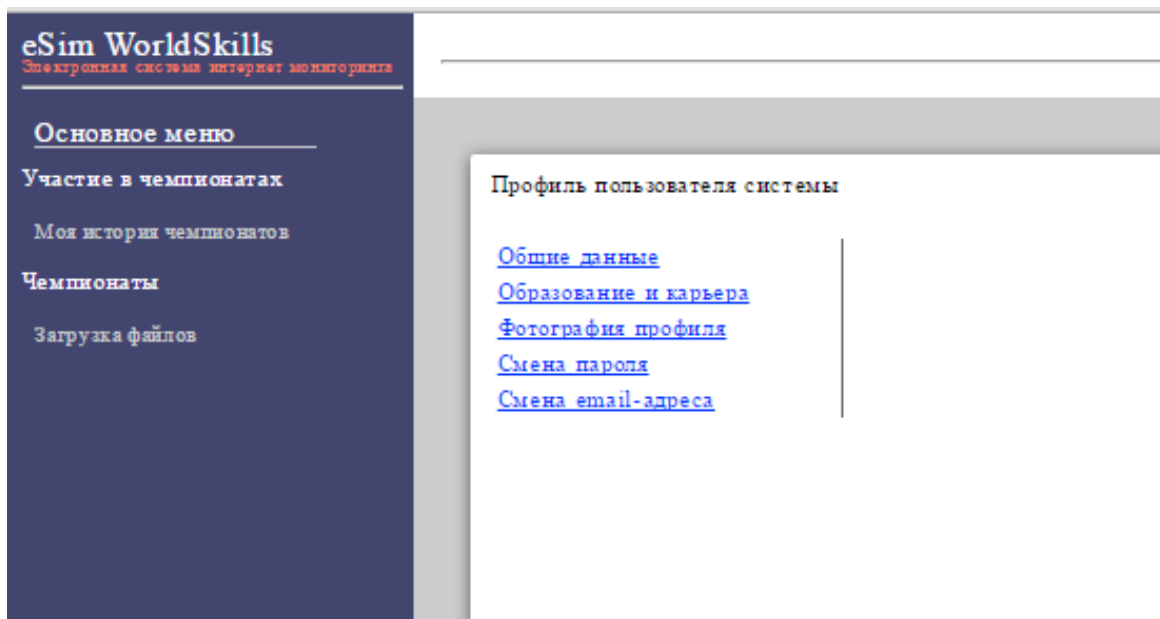 eSim WorldSkills
Электронная система интернет мониторинга
Основное меню
Участие в чемпионатах
Моя история чемпионатов
Чемпионаты
Загрузка файлов
Профиль пользователя системы
Общие данные
Образование и карьера
Фотография профиля
Смена пароля
Смена email-адреса